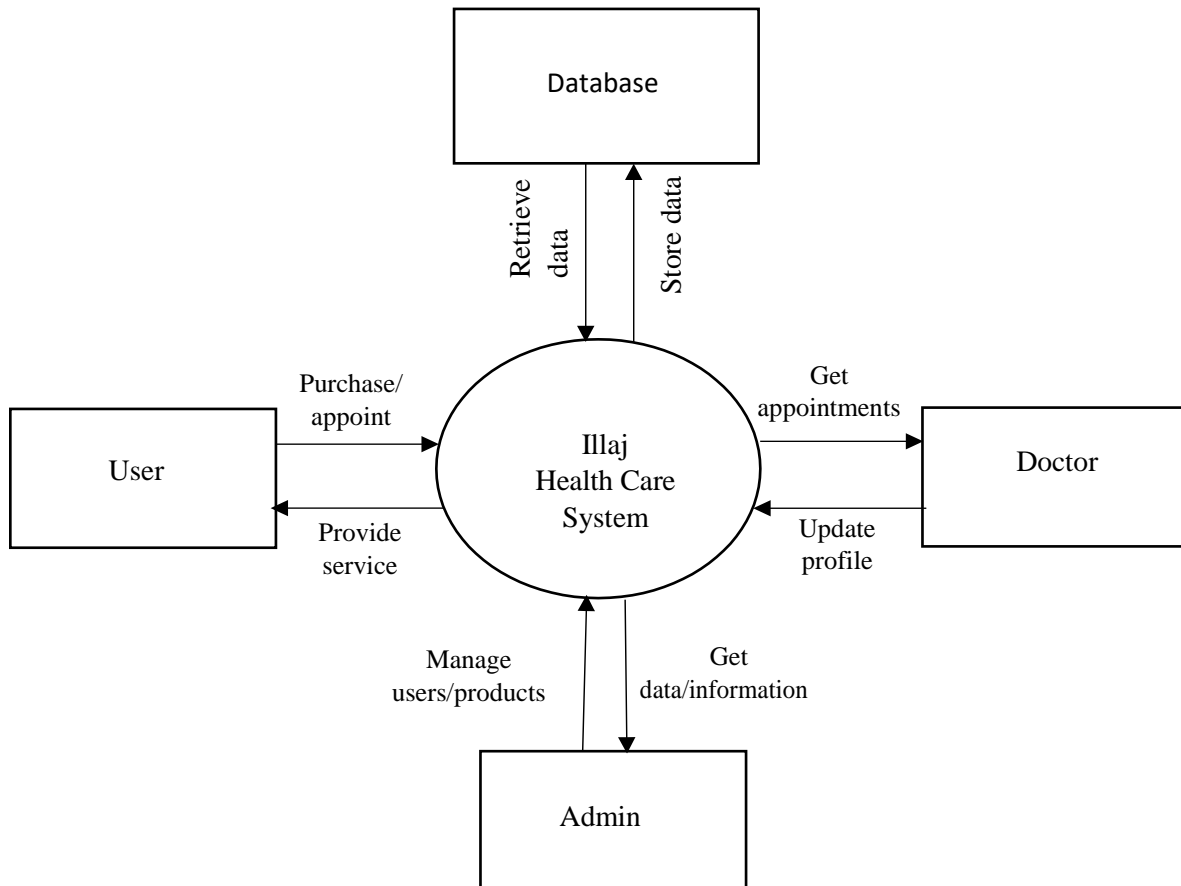 Database
Retrieve
data
Store data
Purchase/
appoint
Get
appointments
User
Illaj
Health Care
System
Doctor
Provide
service
Update
profile
Manage
users/products
Get
data/information
Admin